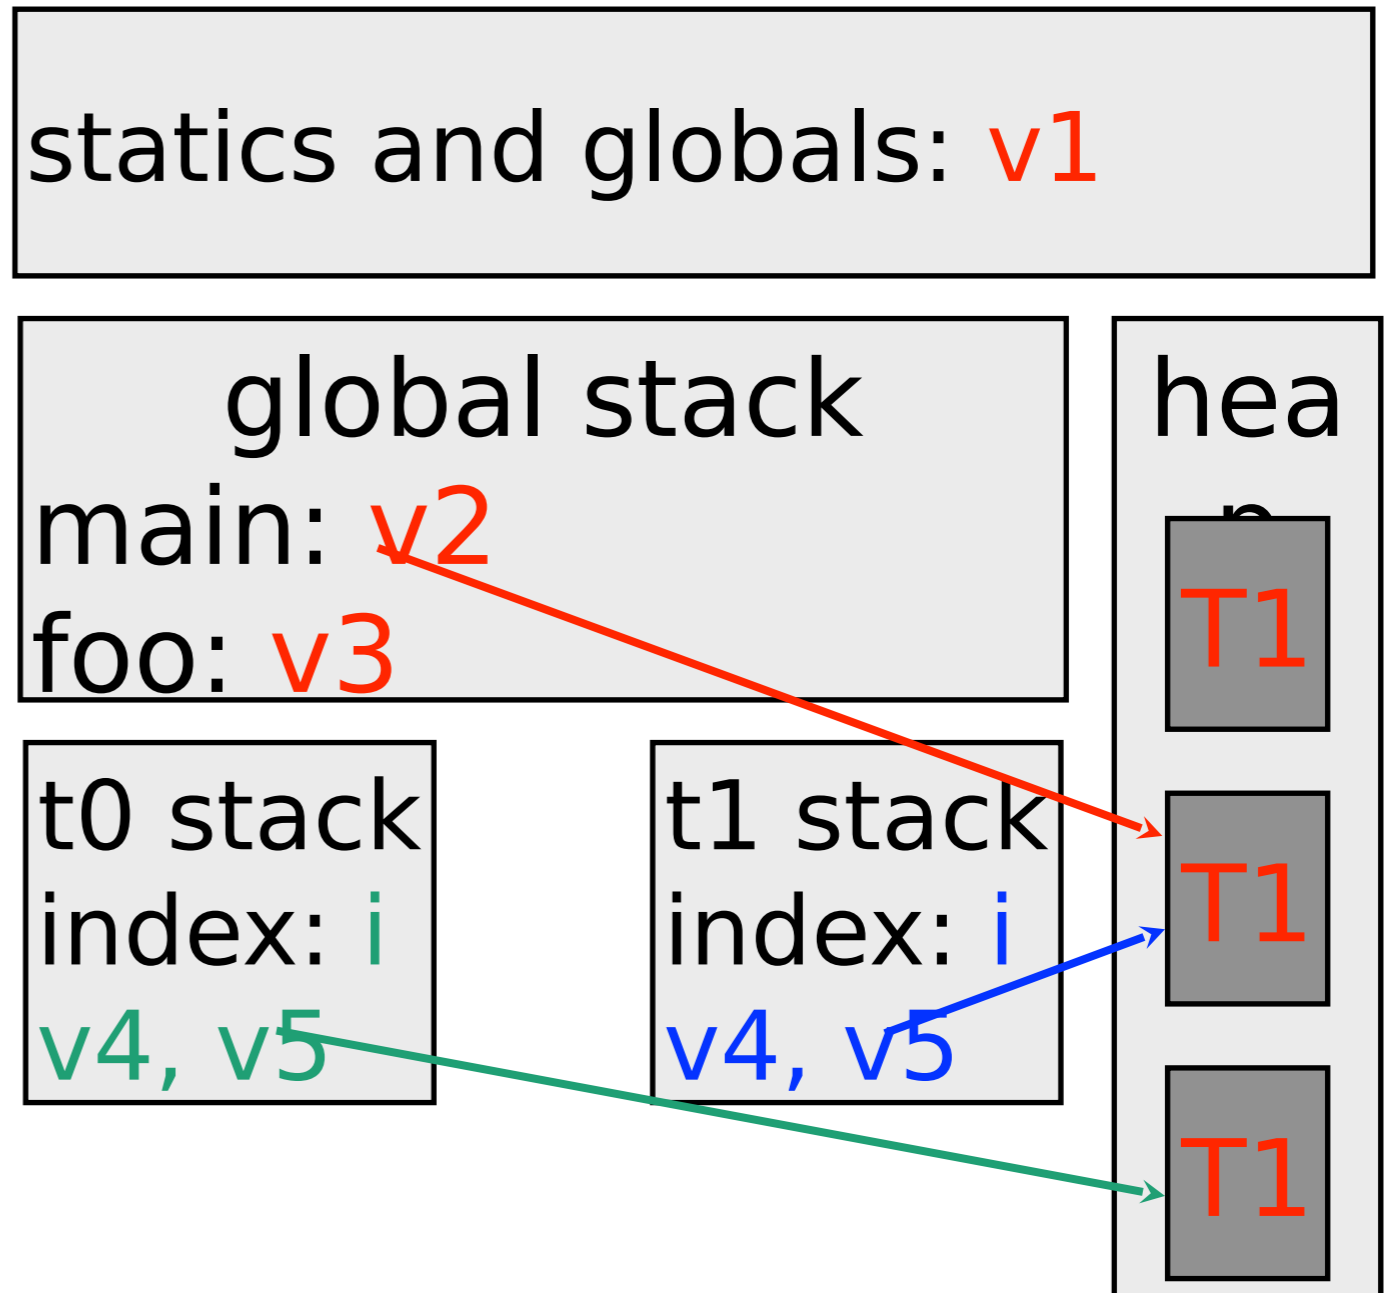 statics and globals: v1
global stack
main: v2
foo: v3
hea
p
T1
t0 stack
index: i
v4, v5
t1 stack
index: i
v4, v5
T1
T1